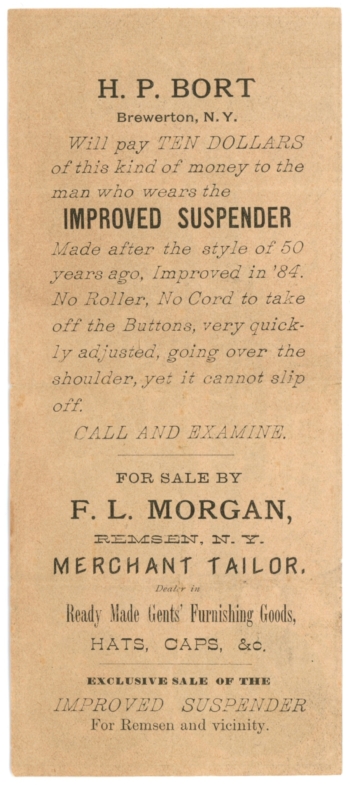 H. P. BORT
Brewerton, N.Y.
Will pay TEN DOLLARS
of this kind of money to the
man who wears the
IMPROVED SUSPENDER
Made after the style of 50
years ago, Improved in '84.
No Roller, No Cord to take
off the Buttons, very quick-
ly adjusted, going over the
shoulder, yet it cannot slip
off.
CALL AND EXAMINE.
FOR SALE BY
F. L. MORGAN,
REMSEN, N. Y.
MERCHANT TAILOR.
Dealer in
Ready Made Gents' Furnishing Goods,
HATS, CAPS, &c.
EXCLUSIVE SALE OF THE
IMPROVED SUSPENDER
For Remsen and vicinity.